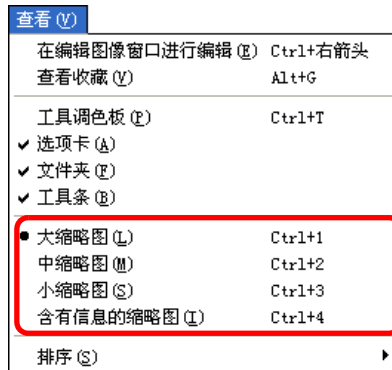 查看(V)
在编辑图像窗口进行编辑(E) Ctrl+右箭头
查看收藏(V) Alt+G
工具调色板(P) Ctrl+T
选项卡(A)
文件夹(F)
工具条(B)
大缩略图(L) Ctrl+1
中缩略图(M) Ctrl+2
小缩略图(S) Ctrl+3
含有信息的缩略图(I) Ctrl+4
排序(S)